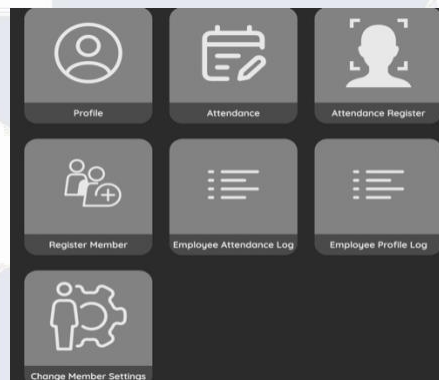 Profile
Attendance
Attendance Register
Register Member
Employee Attendance Log
Employee Profile Log
Change Member Settings